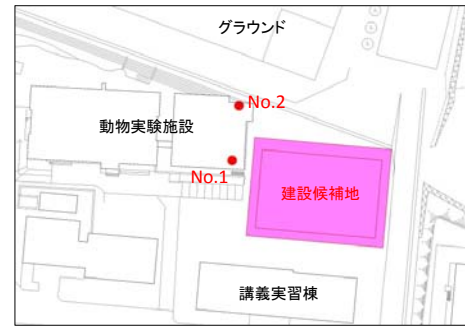 グラウンド
No.2
動物実験施設
No.1
建設候補地
講義実習棟